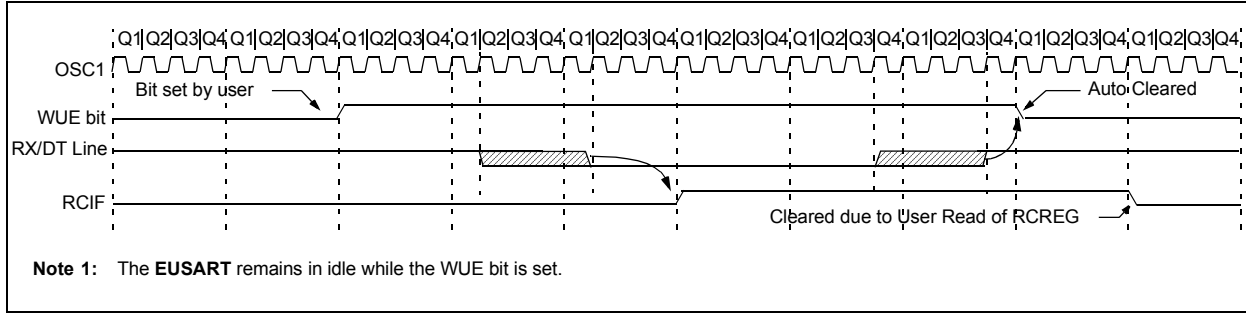 Q1 Q2 Q3 Q4 Q1 Q2 Q3 Q4 Q1 Q2 Q3 Q4 Q1 Q2 Q3 Q4 Q1 Q2 Q3 Q4 Q1 Q2 Q3 Q4 Q1 Q2 Q3 Q4 Q1 Q2 Q3 Q4 Q1 Q2 Q3 Q4 Q1 Q2 Q3 Q4
OSC1
Bit set by user
Auto Cleared
WUE bit
RX/DT Line
RCIF
Cleared due to User Read of RCREG
Note 1: The EUSART remains in idle while the WUE bit is set.